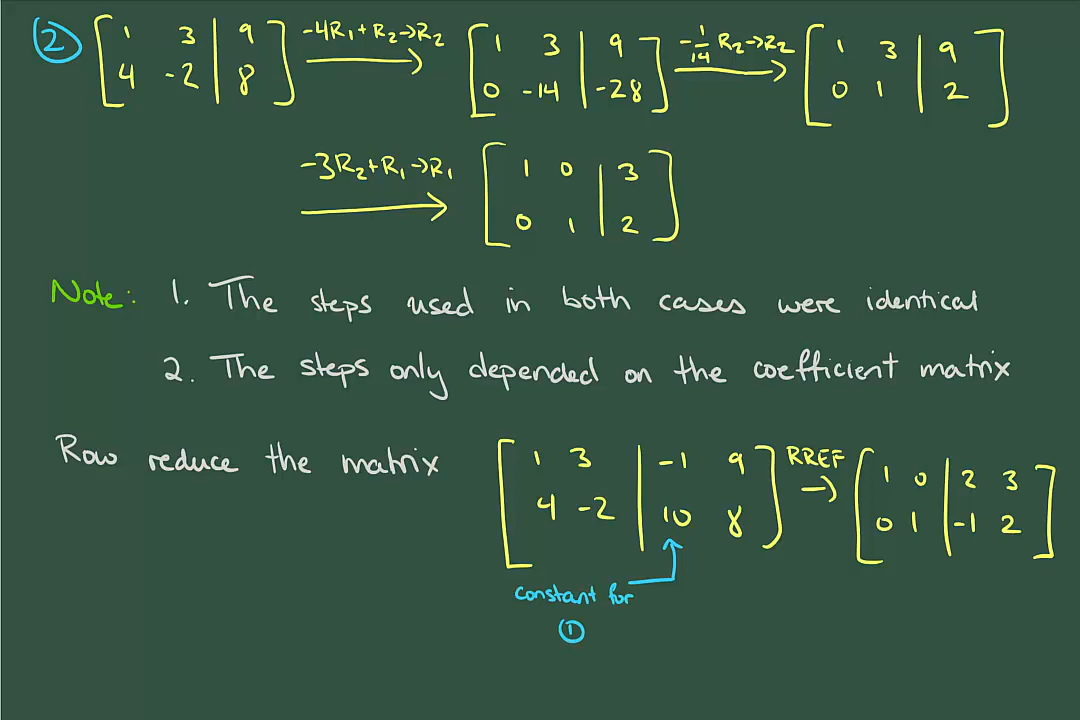 ② [ 1 3 | 9 ] -4R₁+R₂→R₂ [ 1 3 | 9 ] -1/14 R₂→R₂ [ 1 3 | 9 ]
[ 4 -2 | 8 ] [ 0 -14 | -28 ] [ 0 1 | 2 ]
-3R₂+R₁→R₁ [ 1 0 | 3 ]
[ 0 1 | 2 ]
Note: 1. The steps used in both cases were identical
2. The steps only depended on the coefficient matrix
Row reduce the matrix [ 1 3 | -1 9 ] RREF → [ 1 0 | 2 3 ]
[ 4 -2 | 10 8 ] [ 0 1 | -1 2 ]
constant for
①